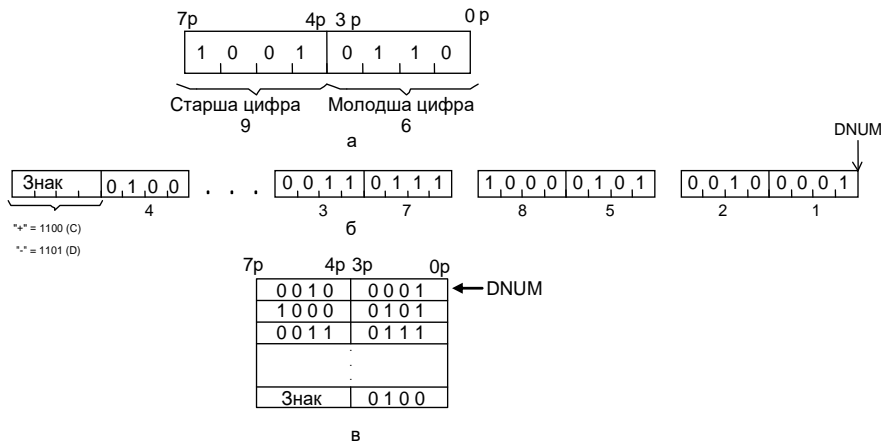 7р 4р 3 р 0 р
1 0 0 1 0 1 1 0
Старша цифра Молодша цифра
9 6
а
DNUM
Знак 0 1 0 0 . . . 0 0 1 1 0 1 1 1 1 0 0 0 0 1 0 1 0 0 1 0 0 0 0 1
4 3 7 8 5 2 1
"+" = 1100 (C)
б
"-" = 1101 (D)
7р 4р 3р 0р
0 0 1 0 0 0 0 1 DNUM
1 0 0 0 0 1 0 1
0 0 1 1 0 1 1 1
.
.
.
Знак 0 1 0 0
в